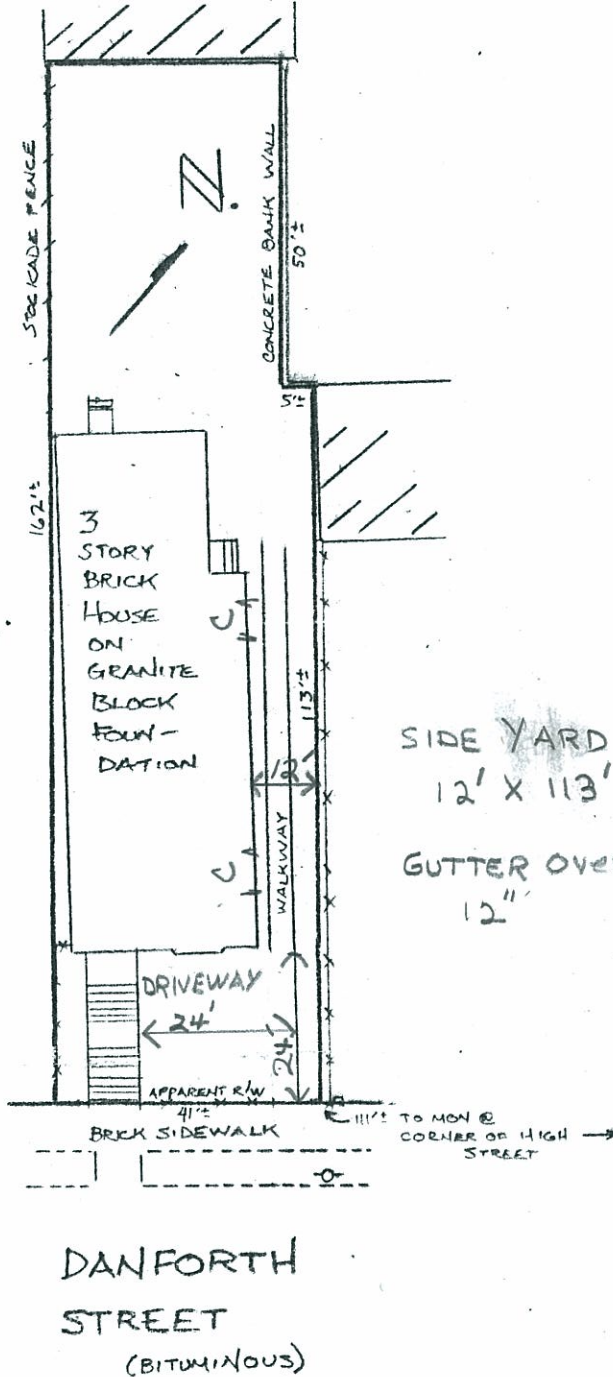 N.
STOCKADE FENCE
CONCRETE BANK WALL
50'±
5'±
162'±
3
STORY
BRICK
HOUSE
ON
GRANITE
BLOCK
FOUN-
DATION
C
113'±
12'
SIDE YARD
12' X 113'
GUTTER OVE
12"
WALKWAY
C
DRIVEWAY
24'
24'
APPARENT R/W
41'±
BRICK SIDEWALK
111'± TO MON @
CORNER OF HIGH
STREET
DANFORTH
STREET
(BITUMINOUS)